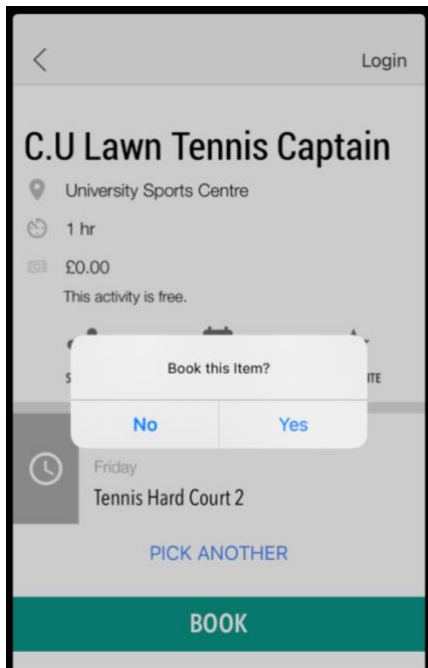 Login
C.U Lawn Tennis Captain
University Sports Centre
1 hr
£0.00
This activity is free.
Book this Item?
No Yes
Friday
Tennis Hard Court 2
PICK ANOTHER
BOOK